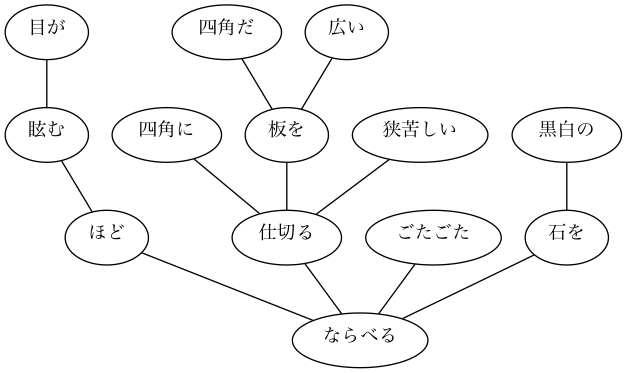 目が
四角だ
広い
眩む
四角に
板を
狭苦しい
黒白の
ほど
仕切る
ごたごた
石を
ならべる